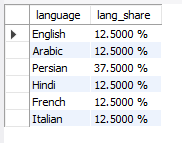 language lang_share
English 12.5000 %
Arabic 12.5000 %
Persian 37.5000 %
Hindi 12.5000 %
French 12.5000 %
Italian 12.5000 %